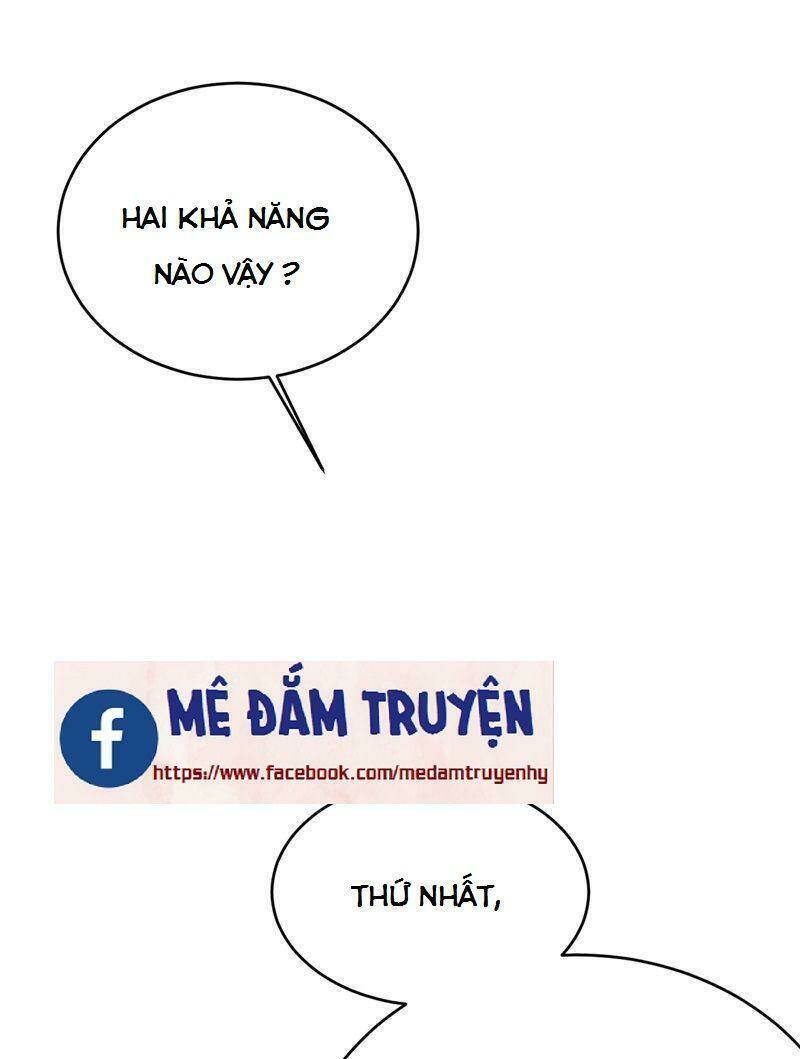 HAI KHẢ NĂNG
NÀO VẬY ?
MÊ ĐẮM TRUYỆN
https://www.facebook.com/medamtruyenhy
THỨ NHẤT,